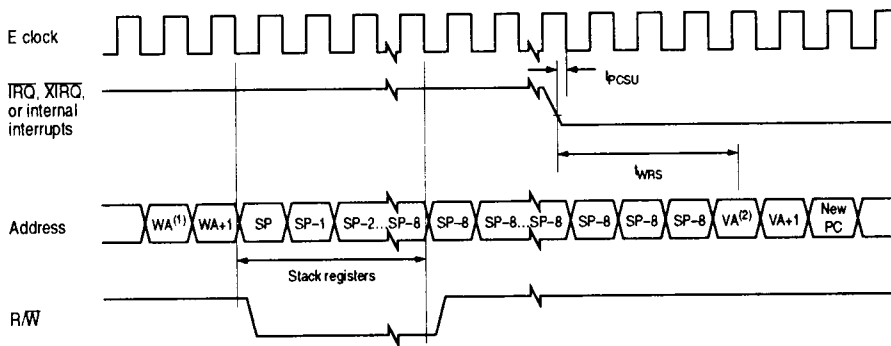 E clock
tPCSU
IRQ, XIRQ,
or internal
interrupts
tWRS
Address
WA(1) WA+1 SP SP–1 SP–2...SP–8 SP–8 SP–8...SP–8 SP–8 SP–8 SP–8 VA(2) VA+1 New PC
Stack registers
R/W